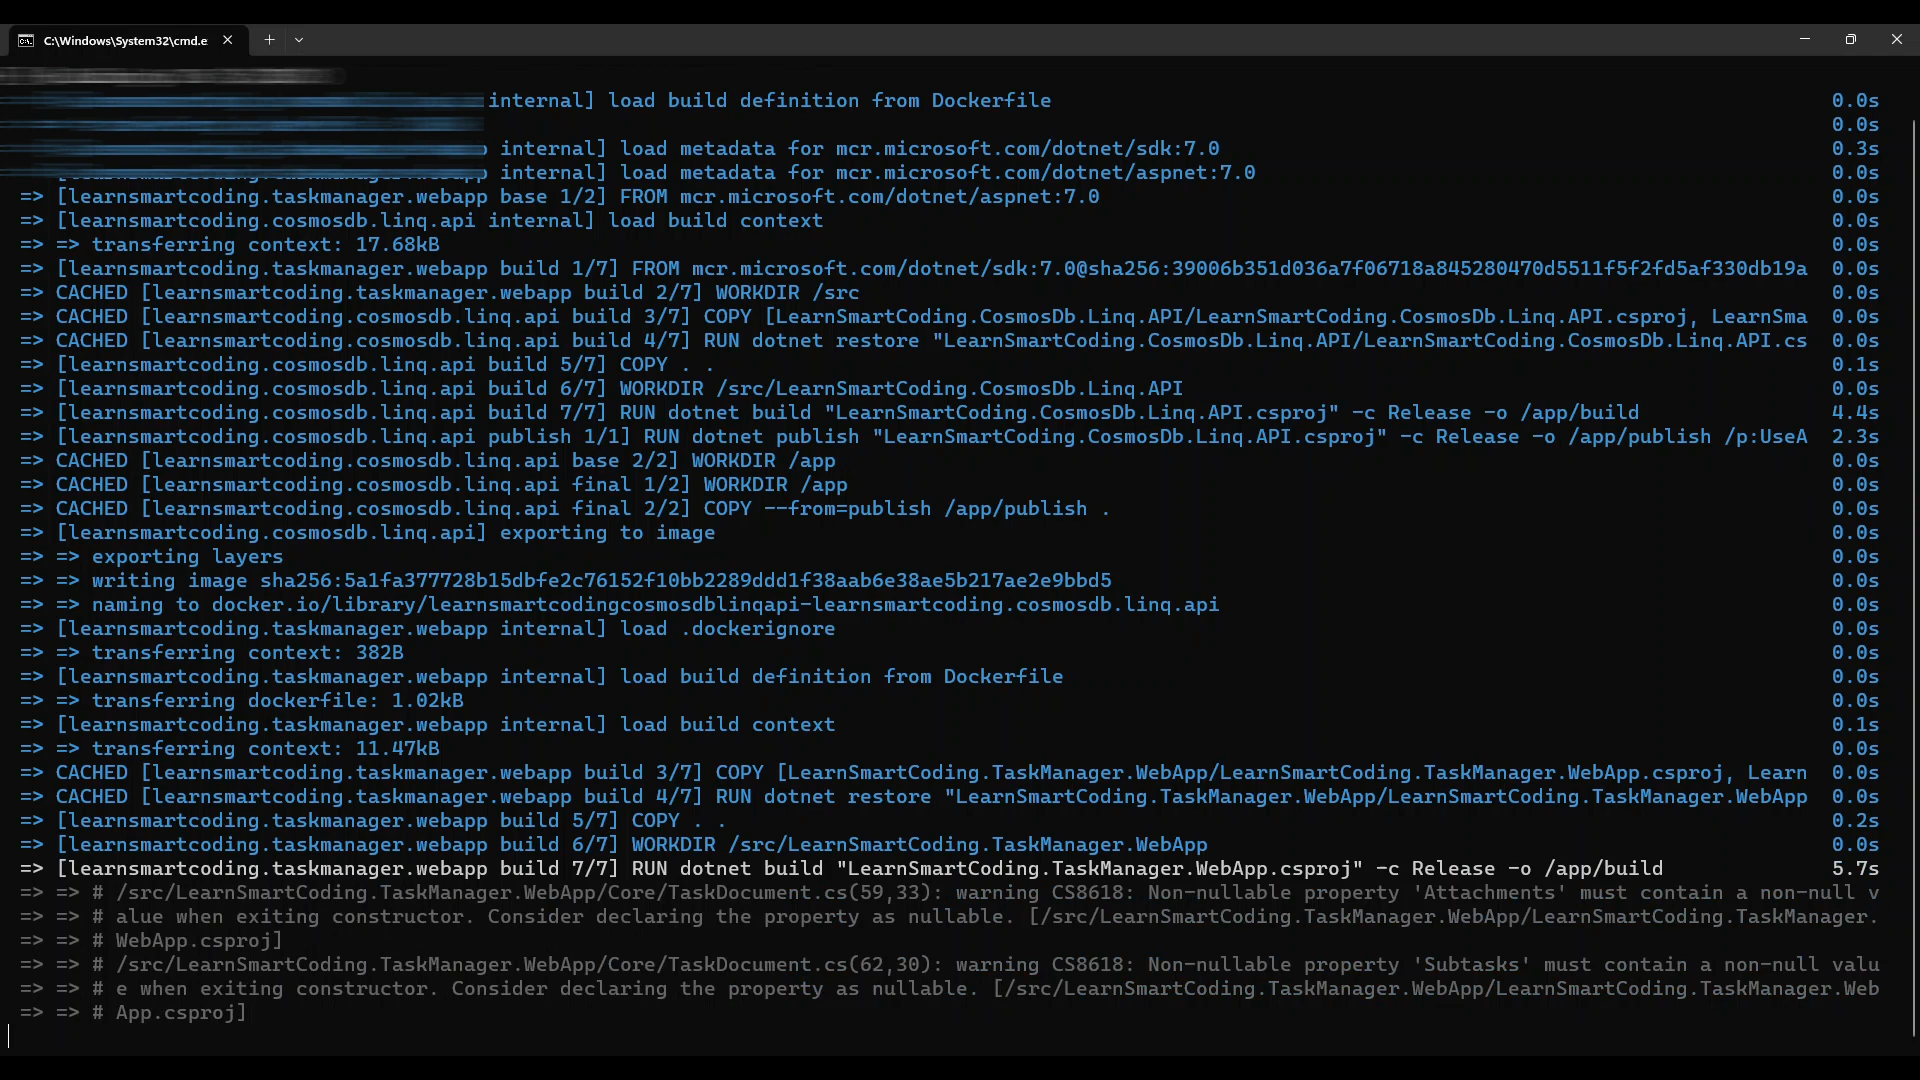 C:\Windows\System32\cmd.e
internal] load build definition from Dockerfile 0.0s
0.0s
internal] load metadata for mcr.microsoft.com/dotnet/sdk:7.0 0.3s
internal] load metadata for mcr.microsoft.com/dotnet/aspnet:7.0 0.0s
=> [learnsmartcoding.taskmanager.webapp base 1/2] FROM mcr.microsoft.com/dotnet/aspnet:7.0 0.0s
=> [learnsmartcoding.cosmosdb.linq.api internal] load build context 0.0s
=> => transferring context: 17.68kB 0.0s
=> [learnsmartcoding.taskmanager.webapp build 1/7] FROM mcr.microsoft.com/dotnet/sdk:7.0@sha256:39006b351d036a7f06718a845280470d5511f5f2fd5af330db19a 0.0s
=> CACHED [learnsmartcoding.taskmanager.webapp build 2/7] WORKDIR /src 0.0s
=> CACHED [learnsmartcoding.cosmosdb.linq.api build 3/7] COPY [LearnSmartCoding.CosmosDb.Linq.API/LearnSmartCoding.CosmosDb.Linq.API.csproj, LearnSma 0.0s
=> CACHED [learnsmartcoding.cosmosdb.linq.api build 4/7] RUN dotnet restore "LearnSmartCoding.CosmosDb.Linq.API/LearnSmartCoding.CosmosDb.Linq.API.cs 0.0s
=> [learnsmartcoding.cosmosdb.linq.api build 5/7] COPY . . 0.1s
=> [learnsmartcoding.cosmosdb.linq.api build 6/7] WORKDIR /src/LearnSmartCoding.CosmosDb.Linq.API 0.0s
=> [learnsmartcoding.cosmosdb.linq.api build 7/7] RUN dotnet build "LearnSmartCoding.CosmosDb.Linq.API.csproj" -c Release -o /app/build 4.4s
=> [learnsmartcoding.cosmosdb.linq.api publish 1/1] RUN dotnet publish "LearnSmartCoding.CosmosDb.Linq.API.csproj" -c Release -o /app/publish /p:UseA 2.3s
=> CACHED [learnsmartcoding.cosmosdb.linq.api base 2/2] WORKDIR /app 0.0s
=> CACHED [learnsmartcoding.cosmosdb.linq.api final 1/2] WORKDIR /app 0.0s
=> CACHED [learnsmartcoding.cosmosdb.linq.api final 2/2] COPY --from=publish /app/publish . 0.0s
=> [learnsmartcoding.cosmosdb.linq.api] exporting to image 0.0s
=> => exporting layers 0.0s
=> => writing image sha256:5a1fa377728b15dbfe2c76152f10bb2289ddd1f38aab6e38ae5b217ae2e9bbd5 0.0s
=> => naming to docker.io/library/learnsmartcodingcosmosdblinqapi-learnsmartcoding.cosmosdb.linq.api 0.0s
=> [learnsmartcoding.taskmanager.webapp internal] load .dockerignore 0.0s
=> => transferring context: 382B 0.0s
=> [learnsmartcoding.taskmanager.webapp internal] load build definition from Dockerfile 0.0s
=> => transferring dockerfile: 1.02kB 0.0s
=> [learnsmartcoding.taskmanager.webapp internal] load build context 0.1s
=> => transferring context: 11.47kB 0.0s
=> CACHED [learnsmartcoding.taskmanager.webapp build 3/7] COPY [LearnSmartCoding.TaskManager.WebApp/LearnSmartCoding.TaskManager.WebApp.csproj, Learn 0.0s
=> CACHED [learnsmartcoding.taskmanager.webapp build 4/7] RUN dotnet restore "LearnSmartCoding.TaskManager.WebApp/LearnSmartCoding.TaskManager.WebApp 0.0s
=> [learnsmartcoding.taskmanager.webapp build 5/7] COPY . . 0.2s
=> [learnsmartcoding.taskmanager.webapp build 6/7] WORKDIR /src/LearnSmartCoding.TaskManager.WebApp 0.0s
=> [learnsmartcoding.taskmanager.webapp build 7/7] RUN dotnet build "LearnSmartCoding.TaskManager.WebApp.csproj" -c Release -o /app/build 5.7s
=> => # /src/LearnSmartCoding.TaskManager.WebApp/Core/TaskDocument.cs(59,33): warning CS8618: Non-nullable property 'Attachments' must contain a non-null v
=> => # alue when exiting constructor. Consider declaring the property as nullable. [/src/LearnSmartCoding.TaskManager.WebApp/LearnSmartCoding.TaskManager.
=> => # WebApp.csproj]
=> => # /src/LearnSmartCoding.TaskManager.WebApp/Core/TaskDocument.cs(62,30): warning CS8618: Non-nullable property 'Subtasks' must contain a non-null valu
=> => # e when exiting constructor. Consider declaring the property as nullable. [/src/LearnSmartCoding.TaskManager.WebApp/LearnSmartCoding.TaskManager.Web
=> => # App.csproj]